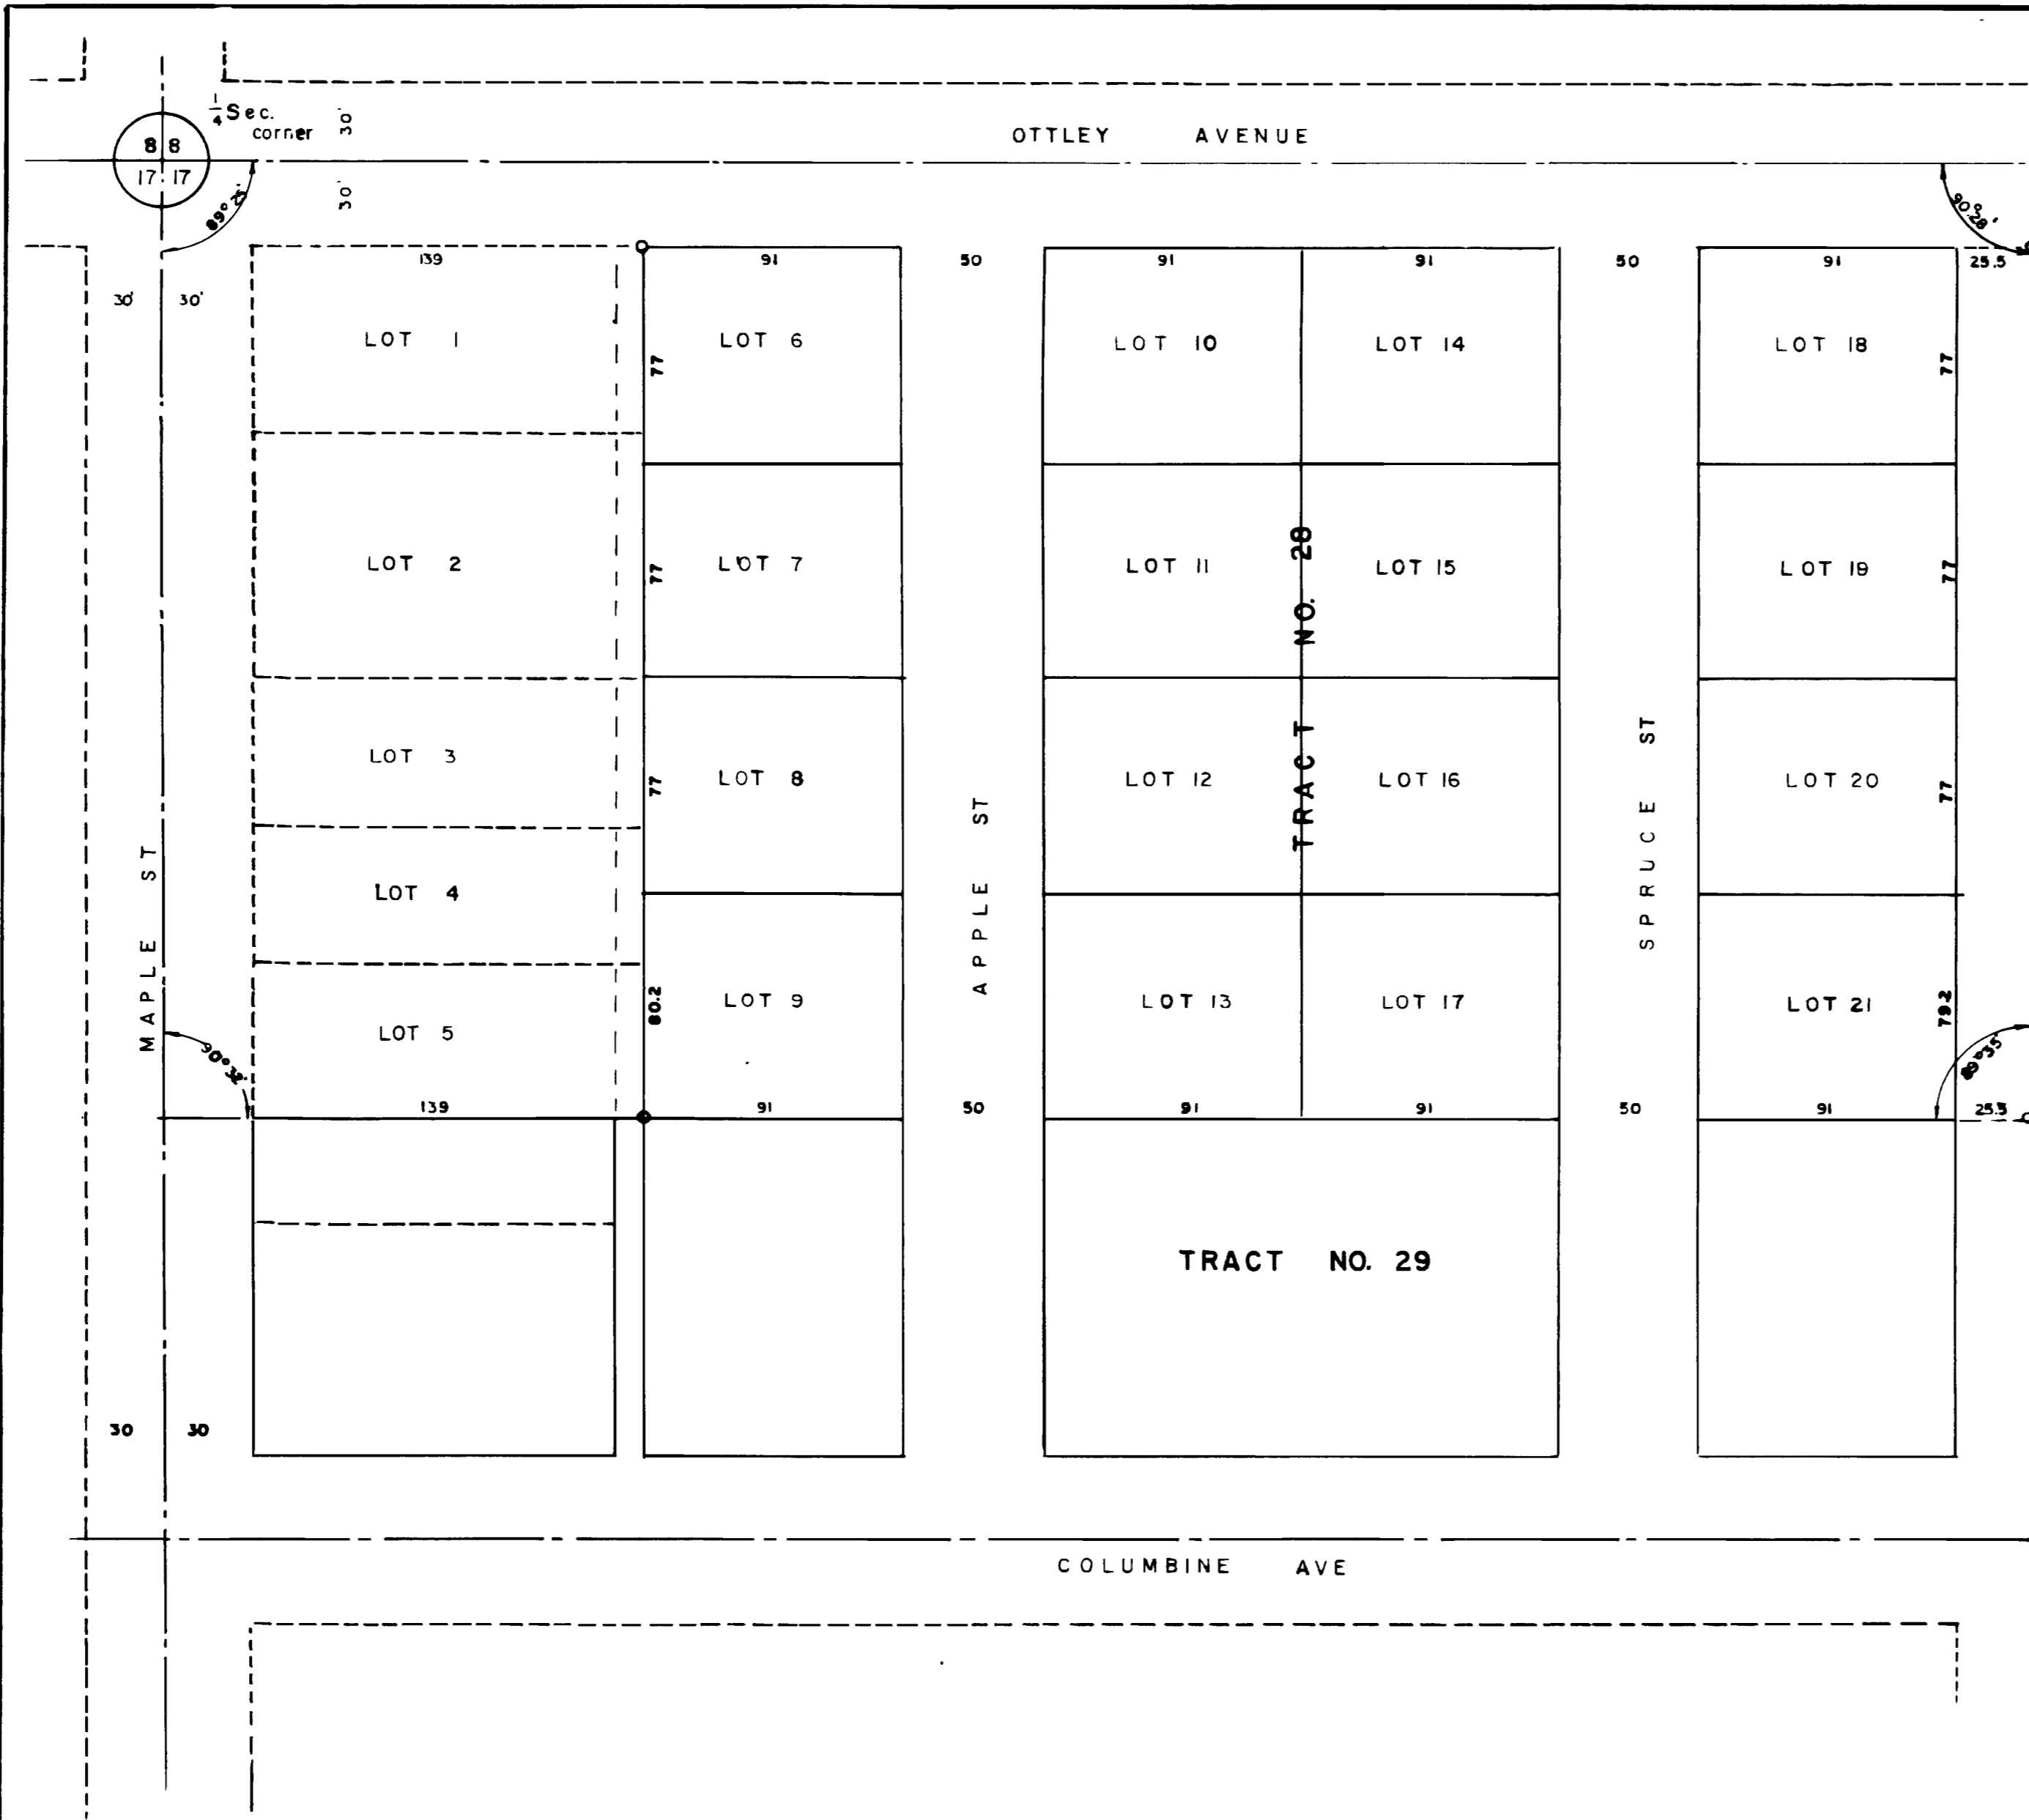 1/4 Sec.
corner
30'
OTTLEY AVENUE
8 8
17 17
30'
89° 25'
90° 28'
139
91
50
91
91
50
91
25.5
30'
30'
LOT 1
77
LOT 6
LOT 10
LOT 14
LOT 18
77
LOT 2
77
LOT 7
LOT 11
LOT 15
LOT 19
77
TRACT NO. 28
LOT 3
77
LOT 8
LOT 12
LOT 16
LOT 20
77
MAPLE ST
APPLE ST
SPRUCE ST
LOT 4
LOT 5
80.2
LOT 9
LOT 13
LOT 17
LOT 21
79.2
90° 32'
89° 35'
139
91
50
91
91
50
91
25.5
TRACT NO. 29
30
30
COLUMBINE AVE